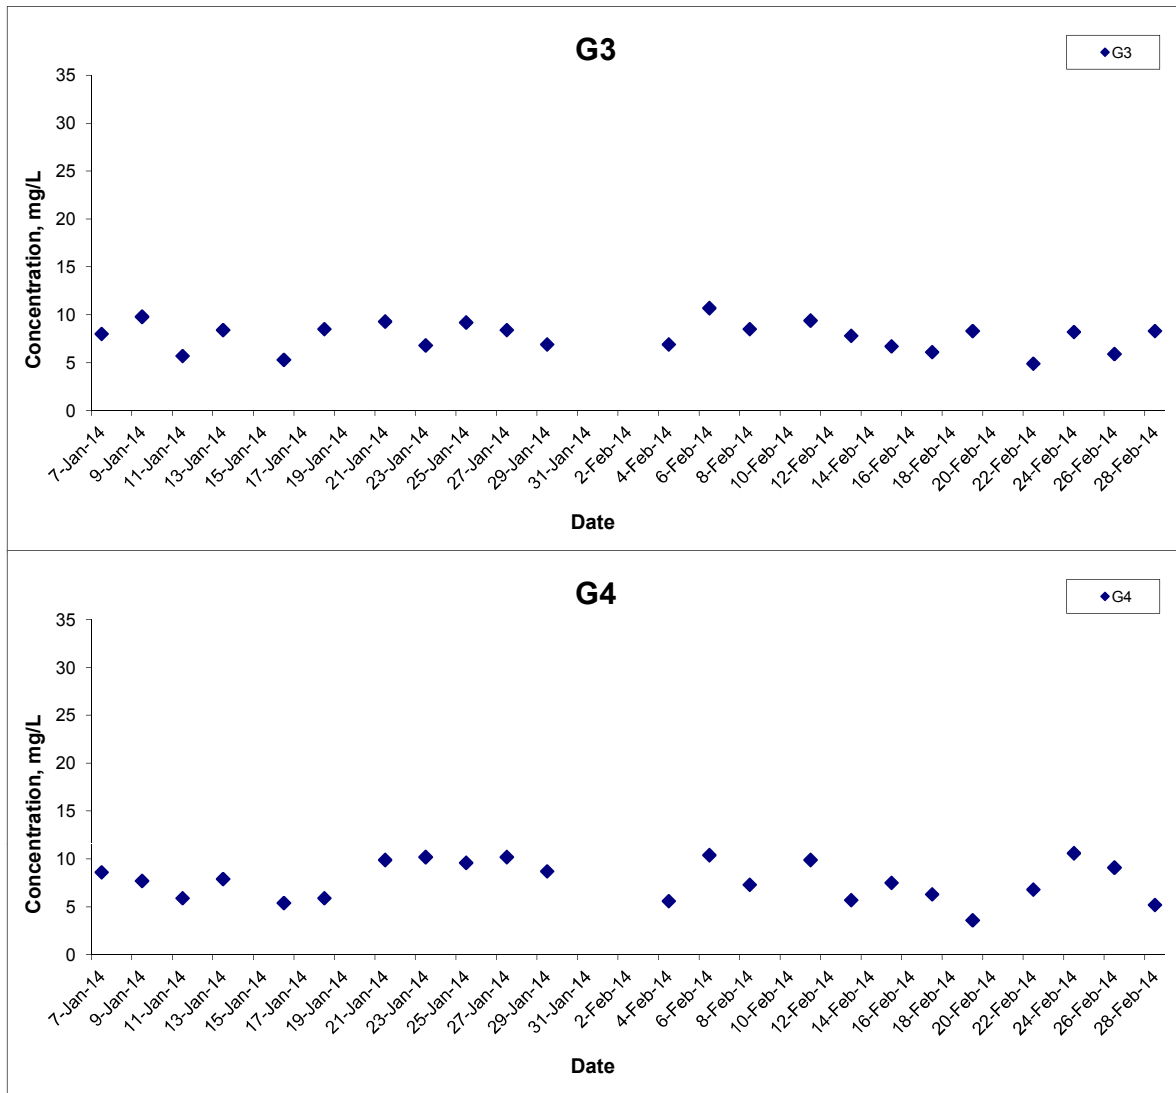 G3
G3
35
30
25
20
15
10
5
0
Concentration, mg/L
7-Jan-14
9-Jan-14
11-Jan-14
13-Jan-14
15-Jan-14
17-Jan-14
19-Jan-14
21-Jan-14
23-Jan-14
25-Jan-14
27-Jan-14
29-Jan-14
31-Jan-14
2-Feb-14
4-Feb-14
6-Feb-14
8-Feb-14
10-Feb-14
12-Feb-14
14-Feb-14
16-Feb-14
18-Feb-14
20-Feb-14
22-Feb-14
24-Feb-14
26-Feb-14
28-Feb-14
Date
G4
G4
35
30
25
20
15
10
5
0
Concentration, mg/L
7-Jan-14
9-Jan-14
11-Jan-14
13-Jan-14
15-Jan-14
17-Jan-14
19-Jan-14
21-Jan-14
23-Jan-14
25-Jan-14
27-Jan-14
29-Jan-14
31-Jan-14
2-Feb-14
4-Feb-14
6-Feb-14
8-Feb-14
10-Feb-14
12-Feb-14
14-Feb-14
16-Feb-14
18-Feb-14
20-Feb-14
22-Feb-14
24-Feb-14
26-Feb-14
28-Feb-14
Date